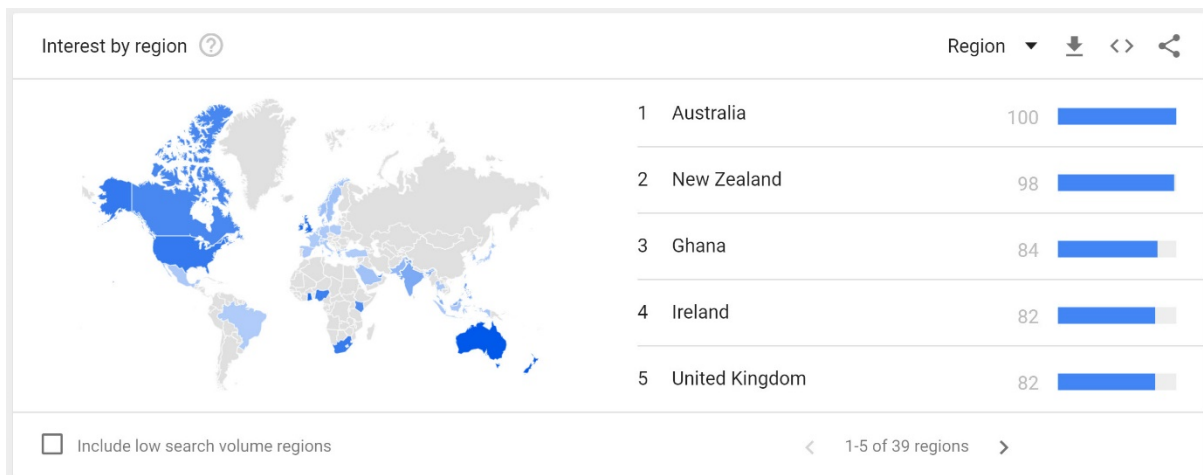 Interest by region ?
Region
1 Australia 100
2 New Zealand 98
3 Ghana 84
4 Ireland 82
5 United Kingdom 82
Include low search volume regions
1-5 of 39 regions